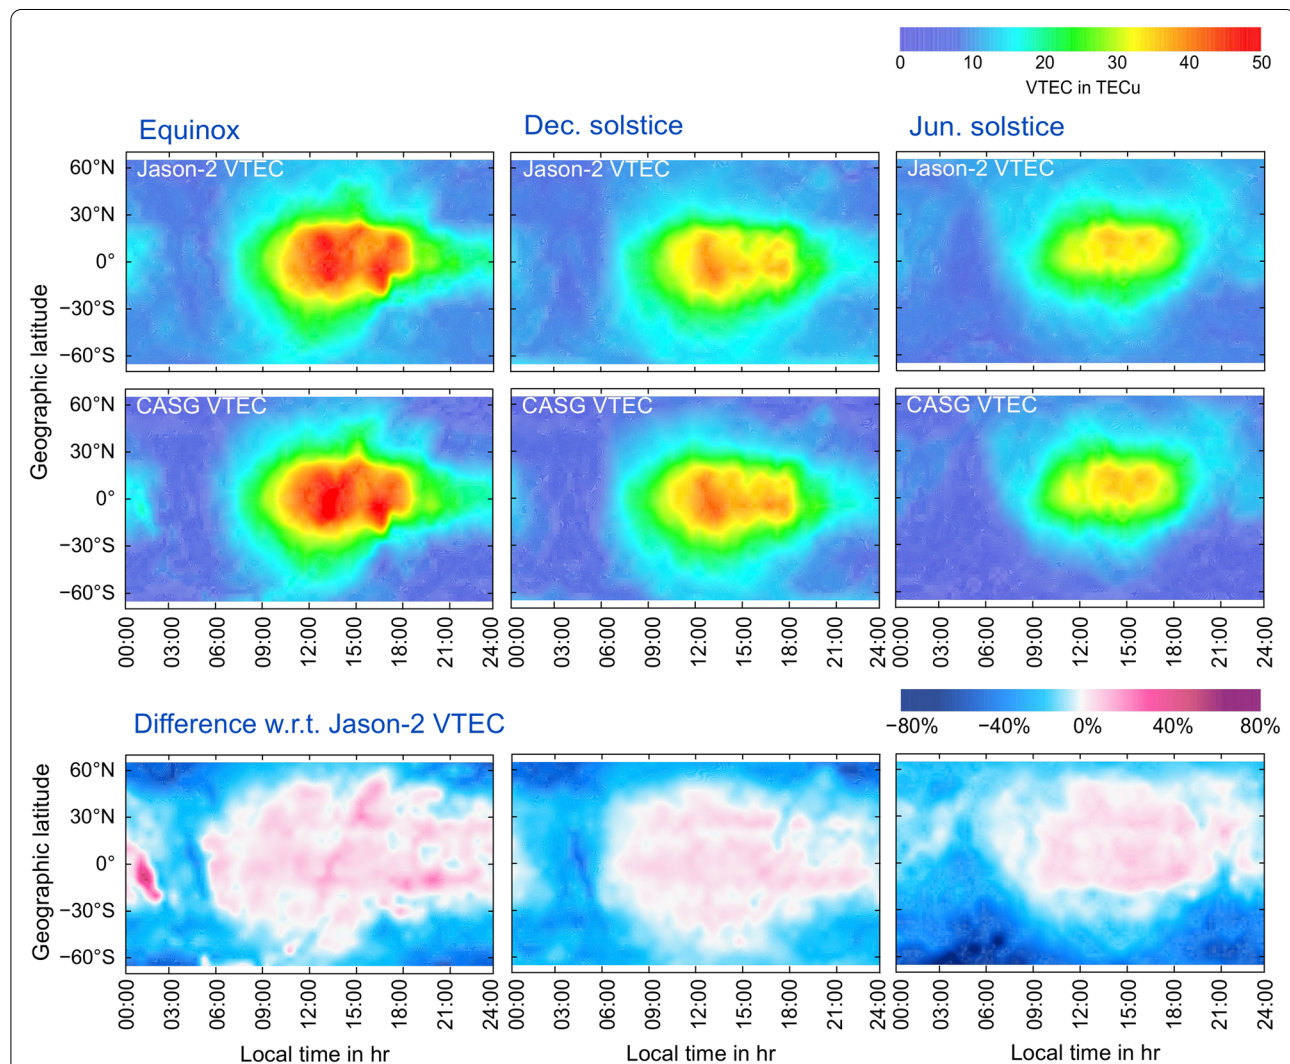 0 10 20 30 40 50
VTEC in TECu
Equinox Dec. solstice Jun. solstice
Jason-2 VTEC Jason-2 VTEC Jason-2 VTEC
60°N
30°N
0°
−30°S
−60°S
Geographic latitude
CASG VTEC CASG VTEC CASG VTEC
60°N
30°N
0°
−30°S
−60°S
00:00 03:00 06:00 09:00 12:00 15:00 18:00 21:00 24:00 00:00 03:00 06:00 09:00 12:00 15:00 18:00 21:00 24:00 00:00 03:00 06:00 09:00 12:00 15:00 18:00 21:00 24:00
Difference w.r.t. Jason-2 VTEC
−80% −40% 0% 40% 80%
60°N
30°N
0°
−30°S
−60°S
Geographic latitude
00:00 03:00 06:00 09:00 12:00 15:00 18:00 21:00 24:00 00:00 03:00 06:00 09:00 12:00 15:00 18:00 21:00 24:00 00:00 03:00 06:00 09:00 12:00 15:00 18:00 21:00 24:00
Local time in hr Local time in hr Local time in hr